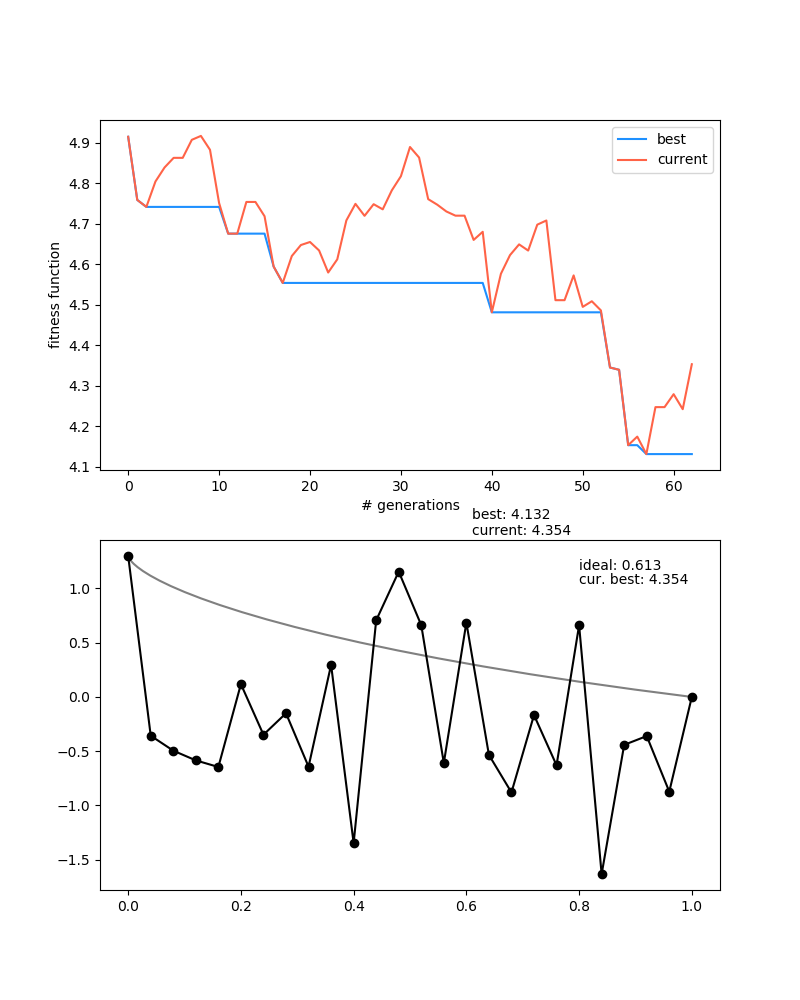 4.9
4.8
4.7
4.6
4.5
4.4
4.3
4.2
4.1
fitness function
best
current
0 10 20 30 40 50 60
# generations
best: 4.132
current: 4.354
ideal: 0.613
cur. best: 4.354
1.0
0.5
0.0
−0.5
−1.0
−1.5
0.0 0.2 0.4 0.6 0.8 1.0